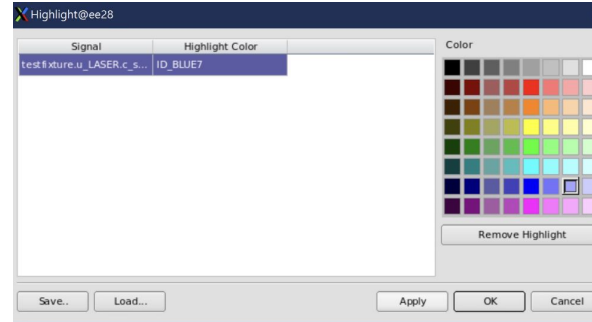 Highlight@ee28
Signal Highlight Color
testfixture.u_LASER.c_s... ID_BLUE7
Color
Remove Highlight
Save.. Load... Apply OK Cancel